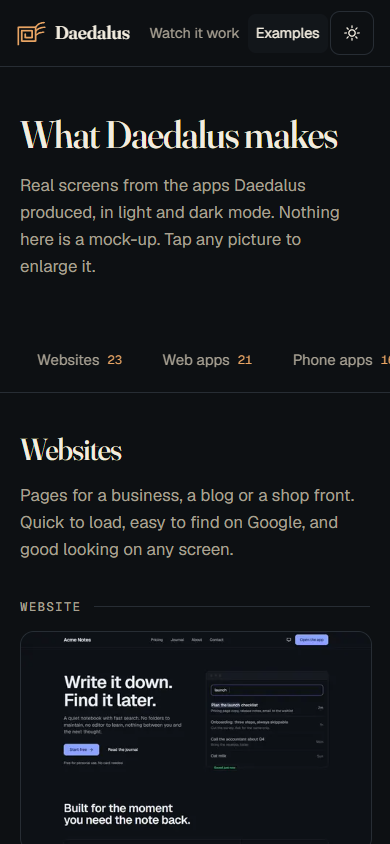 Daedalus
Watch it work
Examples
What Daedalus makes
Real screens from the apps Daedalus
produced, in light and dark mode. Nothing
here is a mock-up. Tap any picture to
enlarge it.
Websites 23
Web apps 21
Phone apps
Websites
Pages for a business, a blog or a shop front.
Quick to load, easy to find on Google, and
good looking on any screen.
WEBSITE
Acme Notes
Pricing
Journal
About
Contact
Open the app
Write it down.
Find it later.
A quiet notebook with fast search. No folders to
maintain, no editor to learn, nothing between you and
the next thought.
Start free
Read the journal
launch
Plan the launch checklist
Onboarding: three steps, always skippable
Call the accountant about Q4
Built for the moment
you need the note back.